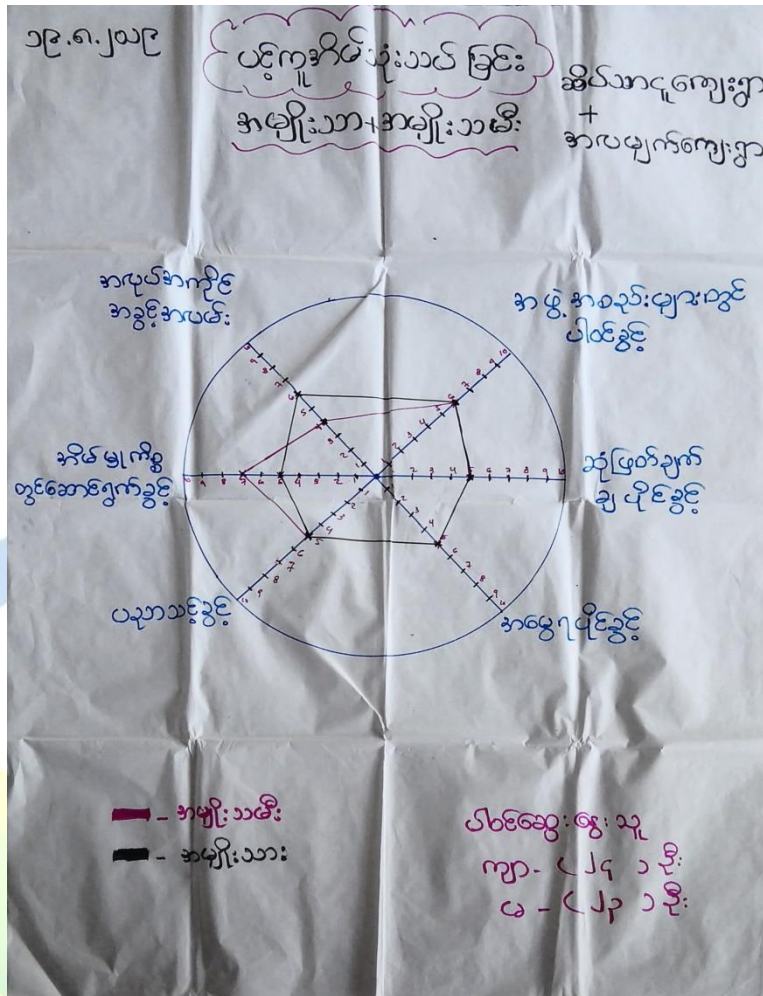 ၁၉.၈.၂၀၁၉
ပင့်ကူအိမ်သုံးသပ်ခြင်း
အမျိုးသာ+အမျိုးသမီး
ဆိပ်သာငူကျေးရွာ
+
အလယ်မျက်ကျေးရွာ
အလုပ်အကိုင်
အခွင့်အလမ်း
အဖွဲ့အစည်းများတွင်
ပါဝင်ခွင့်
အိမ်မှုကိစ္စ
တွင်ဆောင်ရွက်ခွင့်
ဆုံးဖြတ်ချက်
ချပိုင်ခွင့်
ပညာသင်ခွင့်
အမွေရပိုင်ခွင့်
- အမျိုးသမီး
- အမျိုးသား
ပါဝင်ဆွေးနွေးသူ
ကျာ - (၂၄) ဦး
မ - (၂၃) ဦး